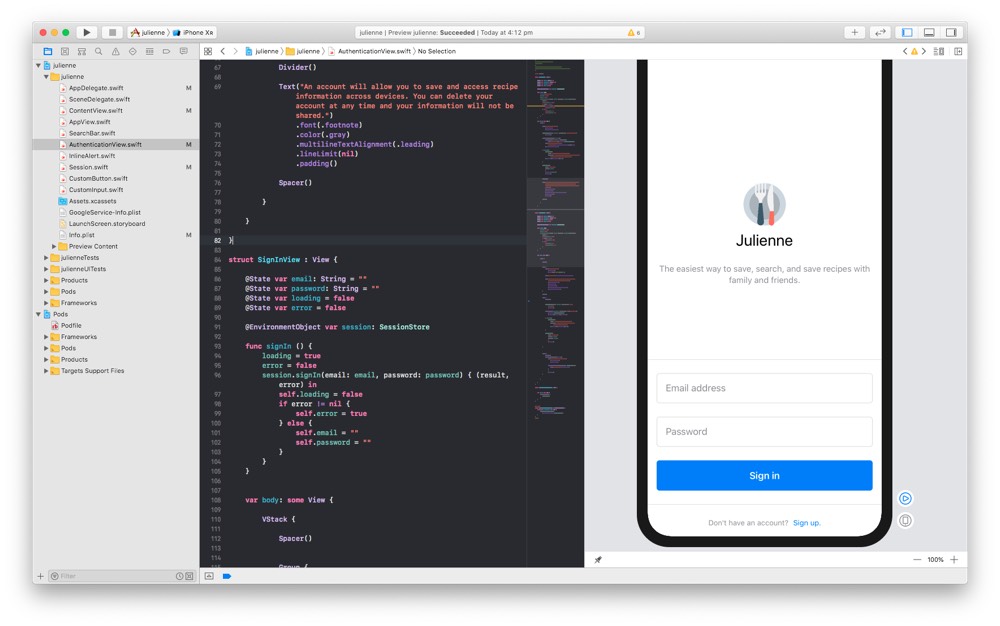 julienne
iPhone Xʀ
julienne | Preview julienne: Succeeded | Today at 4:12 pm
6
julienne
julienne
AuthenticationView.swift
No Selection
julienne
julienne
AppDelegate.swift M
SceneDelegate.swift
ContentView.swift M
AppView.swift
SearchBar.swift
AuthenticationView.swift M
InlineAlert.swift
Session.swift M
CustomButton.swift
CustomInput.swift
Assets.xcassets
GoogleService-Info.plist
LaunchScreen.storyboard
Info.plist M
Preview Content
julienneTests
julienneUITests
Products
Pods
Frameworks
Pods
Podfile
Frameworks
Pods
Products
Targets Support Files
Filter
67 Divider()
68
69 Text("An account will allow you to save and access recipe
information across devices. You can delete your
account at any time and your information will not be
shared.")
70 .font(.footnote)
71 .color(.gray)
72 .multilineTextAlignment(.leading)
73 .lineLimit(nil)
74 .padding()
75
76 Spacer()
77
78 }
79
80 }
81
82 }
83
84 struct SignInView : View {
85
86 @State var email: String = ""
87 @State var password: String = ""
88 @State var loading = false
89 @State var error = false
90
91 @EnvironmentObject var session: SessionStore
92
93 func signIn () {
94 loading = true
95 error = false
96 session.signIn(email: email, password: password) { (result,
error) in
97 self.loading = false
98 if error != nil {
99 self.error = true
100 } else {
101 self.email = ""
102 self.password = ""
103 }
104 }
105 }
106
107
108 var body: some View {
109
110 VStack {
111
112 Spacer()
113
114
115 Group {
Julienne
The easiest way to save, search, and save recipes with
family and friends.
Email address
Password
Sign in
Don't have an account? Sign up.
100%